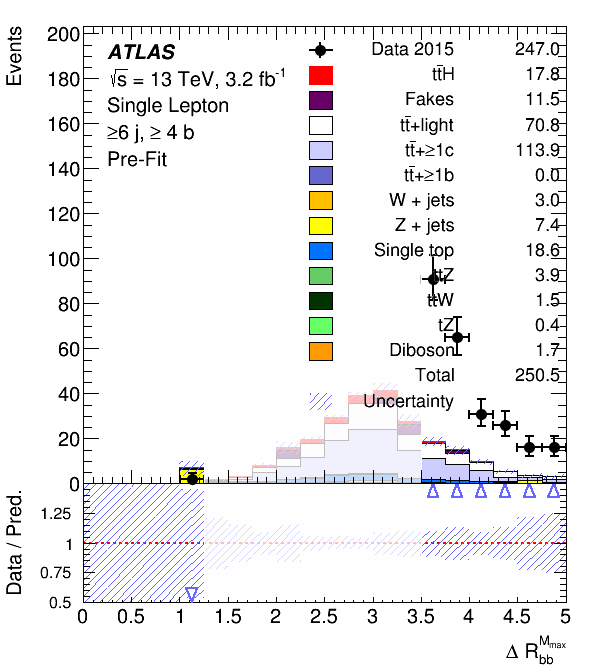 Events
ATLAS
√s = 13 TeV, 3.2 fb⁻¹
Single Lepton
≥6 j, ≥ 4 b
Pre-Fit
Data 2015 247.0
tt̄H 17.8
Fakes 11.5
tt̄+light 70.8
tt̄+≥1c 113.9
tt̄+≥1b 0.0
W + jets 3.0
Z + jets 7.4
Single top 18.6
tt̄Z 3.9
tt̄W 1.5
tZ 0.4
Diboson 1.7
Total 250.5
Uncertainty
200
180
160
140
120
100
80
60
40
20
0
Data / Pred.
1.25
1
0.75
0.5
0 0.5 1 1.5 2 2.5 3 3.5 4 4.5 5
Δ R_bb^Mmax